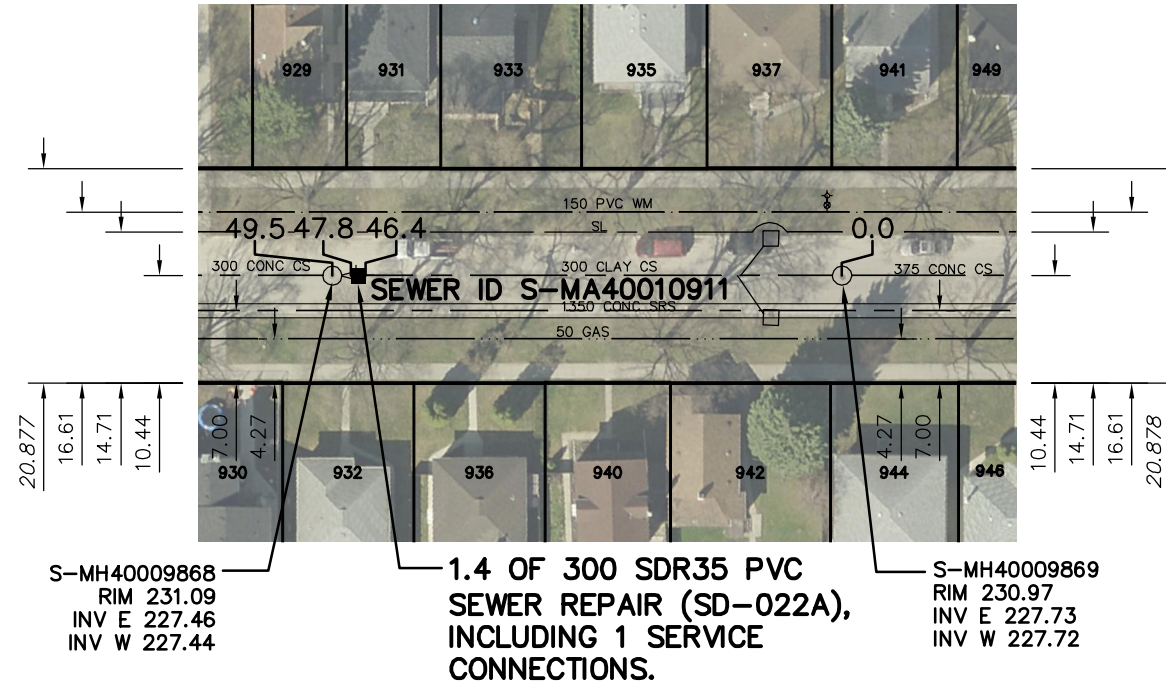 929 931 933 935 937 941 949
150 PVC WM
SL
49.5 47.8 46.4 0.0
300 CONC CS 300 CLAY CS 375 CONC CS
SEWER ID S-MA40010911
1350 CONC SRS
50 GAS
20.877 16.61 14.71 10.44 7.00 4.27 4.27 7.00 10.44 14.71 16.61 20.878
930 932 936 940 942 944 946
S-MH40009868
RIM 231.09
INV E 227.46
INV W 227.44
1.4 OF 300 SDR35 PVC
SEWER REPAIR (SD-022A),
INCLUDING 1 SERVICE
CONNECTIONS.
S-MH40009869
RIM 230.97
INV E 227.73
INV W 227.72